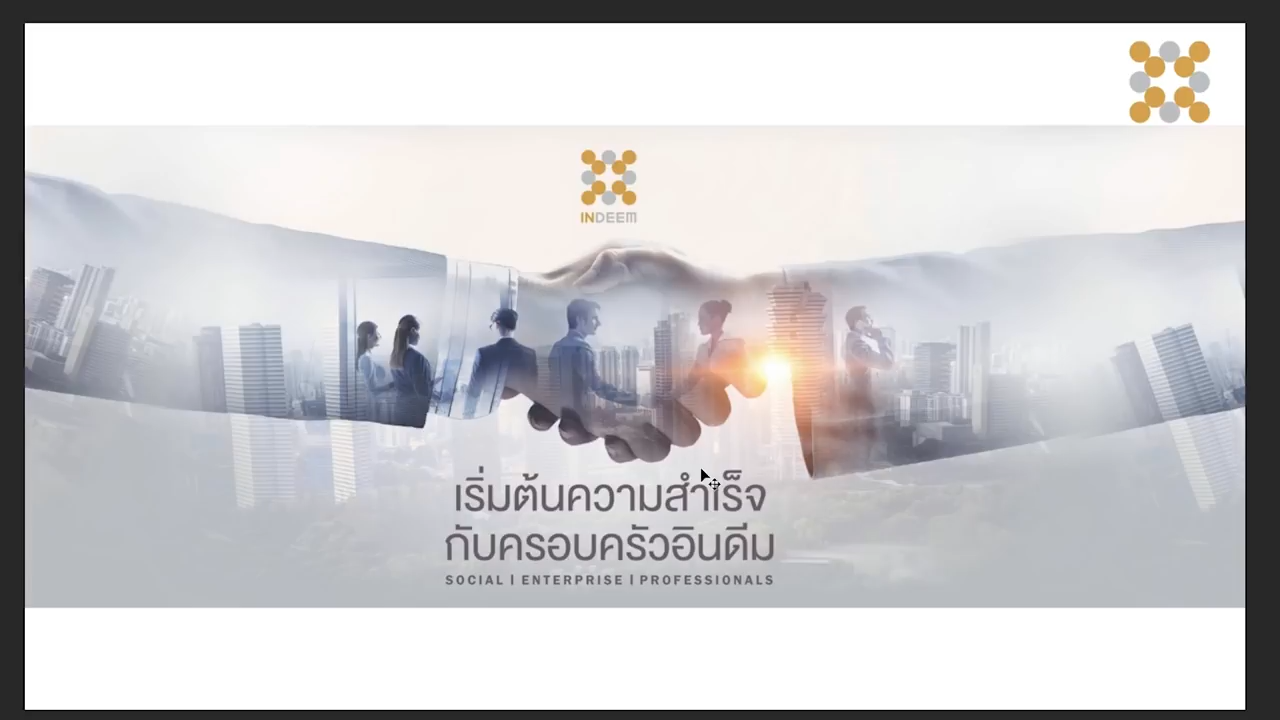 INDEEM
เริ่มต้นความสำเร็จ
กับครอบครัวอินดีม
SOCIAL | ENTERPRISE | PROFESSIONALS